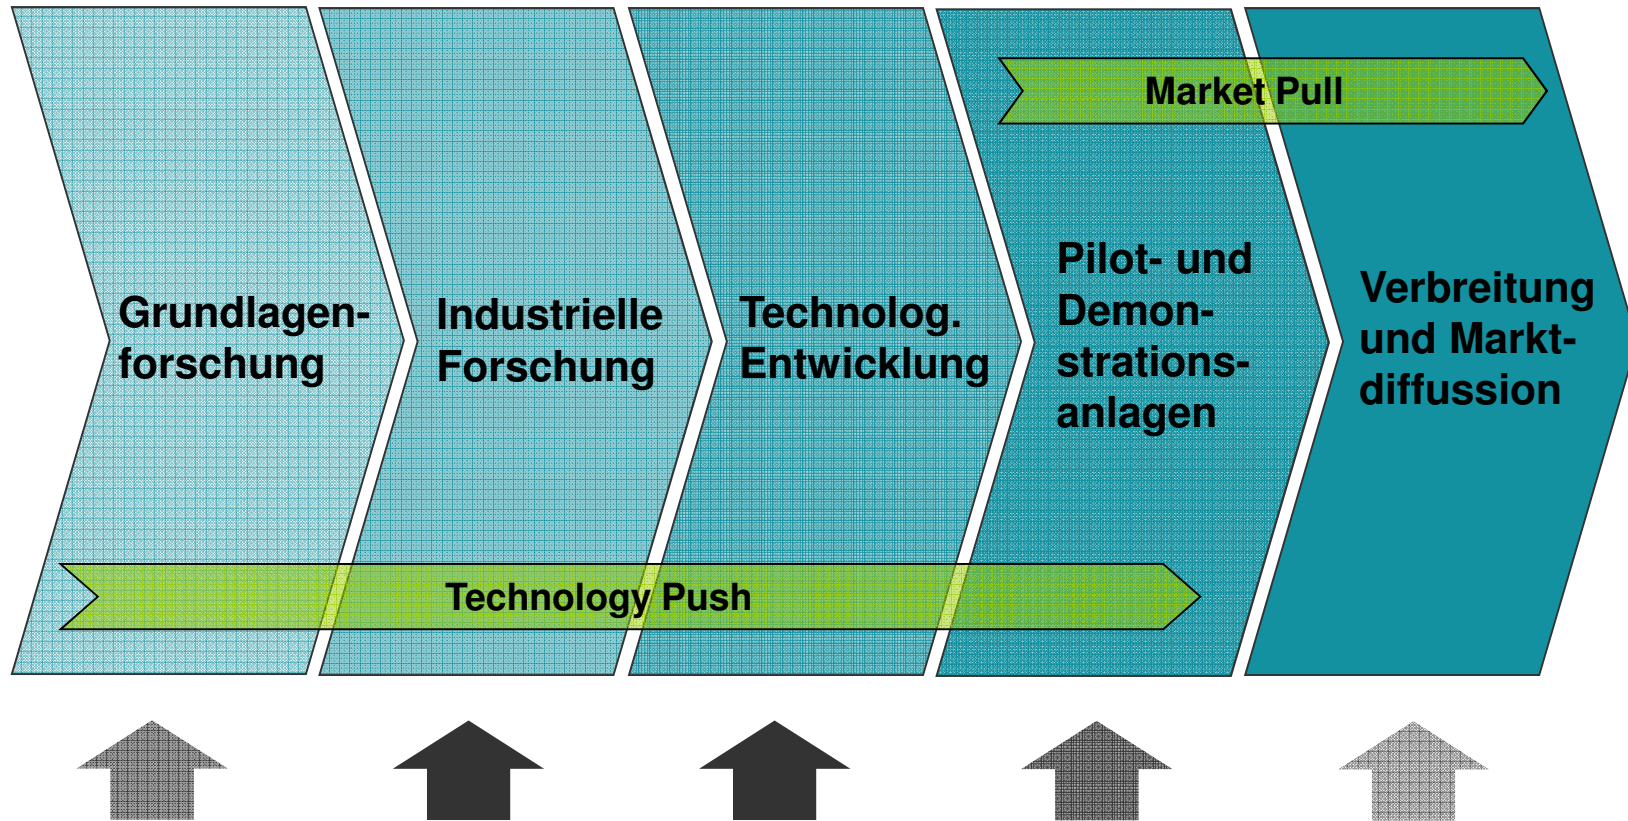 Market Pull
Grundlagen-
forschung
Industrielle
Forschung
Technolog.
Entwicklung
Pilot- und
Demon-
strations-
anlagen
Verbreitung
und Markt-
diffussion
Technology Push